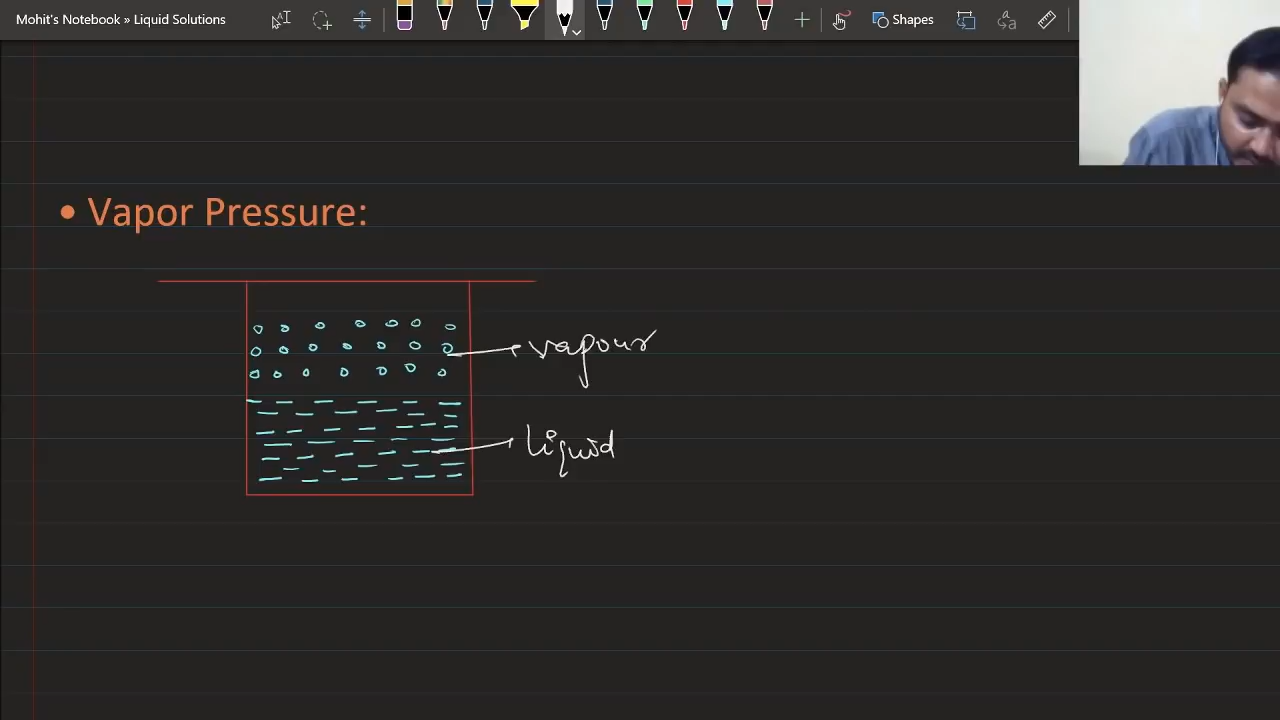 Mohit's Notebook » Liquid Solutions
Shapes
• Vapor Pressure:
vapour
liquid